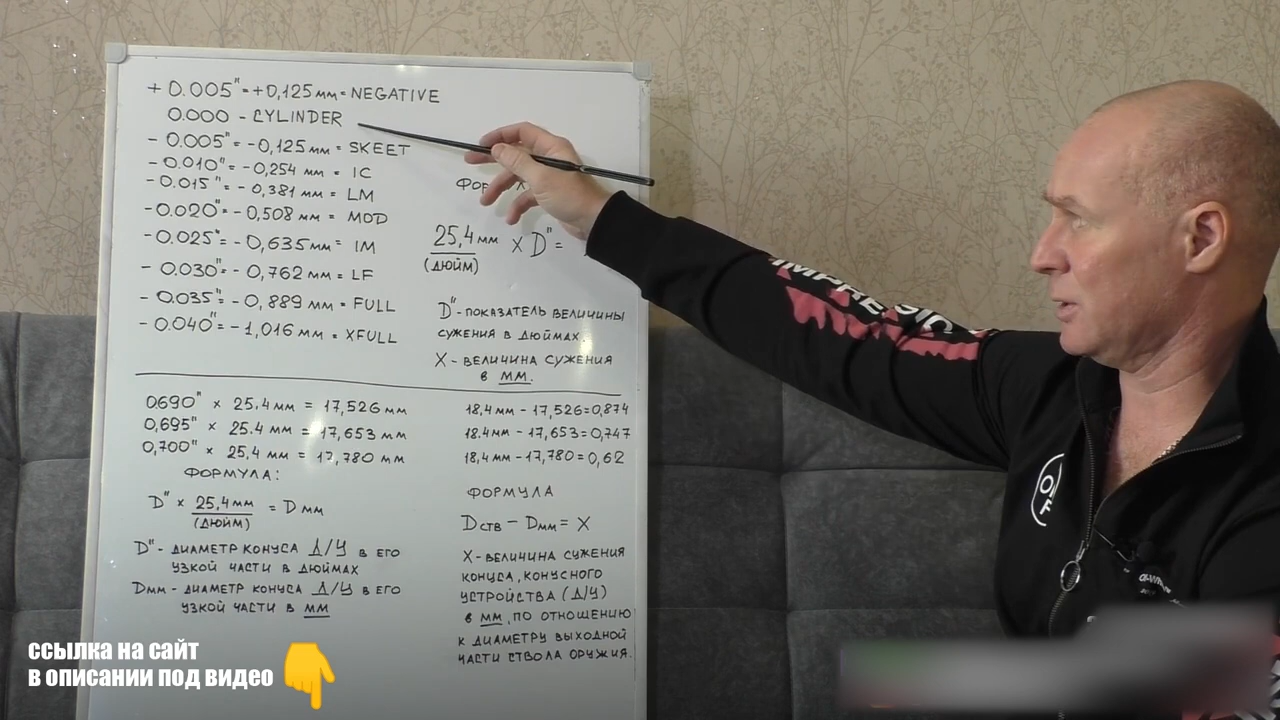 + 0.005" = +0,125 мм = NEGATIVE
0.000 - CYLINDER
- 0.005" = -0,125 мм = SKEET
- 0.010" = -0,254 мм = IC
- 0.015" = -0,381 мм = LM
- 0.020" = -0,508 мм = MOD
- 0.025" = -0,635 мм = IM
- 0.030" = -0,762 мм = LF
- 0.035" = -0,889 мм = FULL
- 0.040" = -1,016 мм = XFULL
25,4 мм x D" =
(дюйм)
D" - показатель величины
сужения в дюймах.
X - величина сужения
в мм.
0.690" x 25.4 мм = 17,526 мм
0,695" x 25.4 мм = 17,653 мм
0,700" x 25,4 мм = 17,780 мм
Формула:
D" x 25,4 мм = D мм
(дюйм)
D" - диаметр конуса Д/У в его
узкой части в дюймах
Dмм - диаметр конуса Д/У в его
узкой части в мм
18,4 мм - 17,526 = 0,874
18.4 мм - 17,653 = 0,747
18,4 мм - 17,780 = 0,62
Формула
Dств - Dмм = X
X - величина сужения
конуса, конусного
устройства (Д/У)
в мм, по отношению
к диаметру выходной
части ствола оружия.
ссылка на сайт
в описании под видео